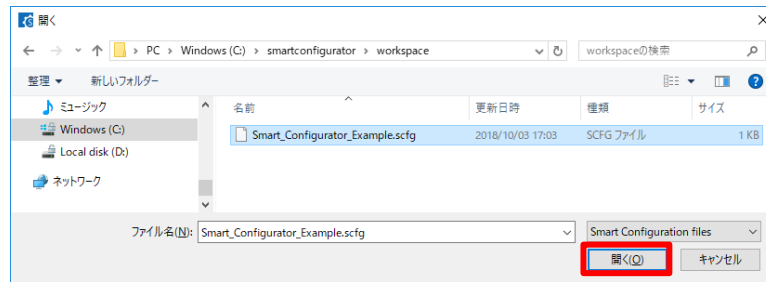 開く
PC > Windows (C:) > smartconfigurator > workspace
workspaceの検索
整理 ▼ 新しいフォルダー
名前 更新日時 種類 サイズ
ミュージック
Windows (C:)
Local disk (D:)
ネットワーク
Smart_Configurator_Example.scfg 2018/10/03 17:03 SCFG ファイル 1 KB
ファイル名(N): Smart_Configurator_Example.scfg Smart Configuration files
開く(O) キャンセル